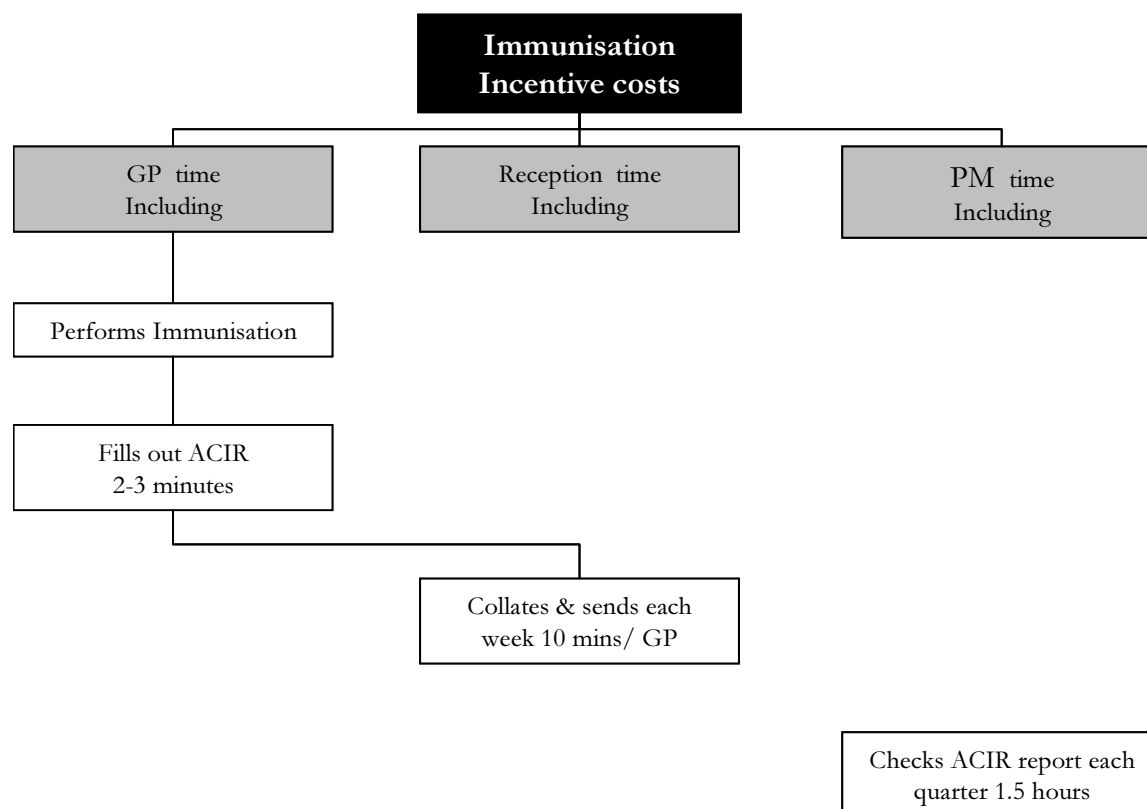 Immunisation
Incentive costs
GP time
Including
Reception time
Including
PM time
Including
Performs Immunisation
Fills out ACIR
2-3 minutes
Collates & sends each
week 10 mins/ GP
Checks ACIR report each
quarter 1.5 hours